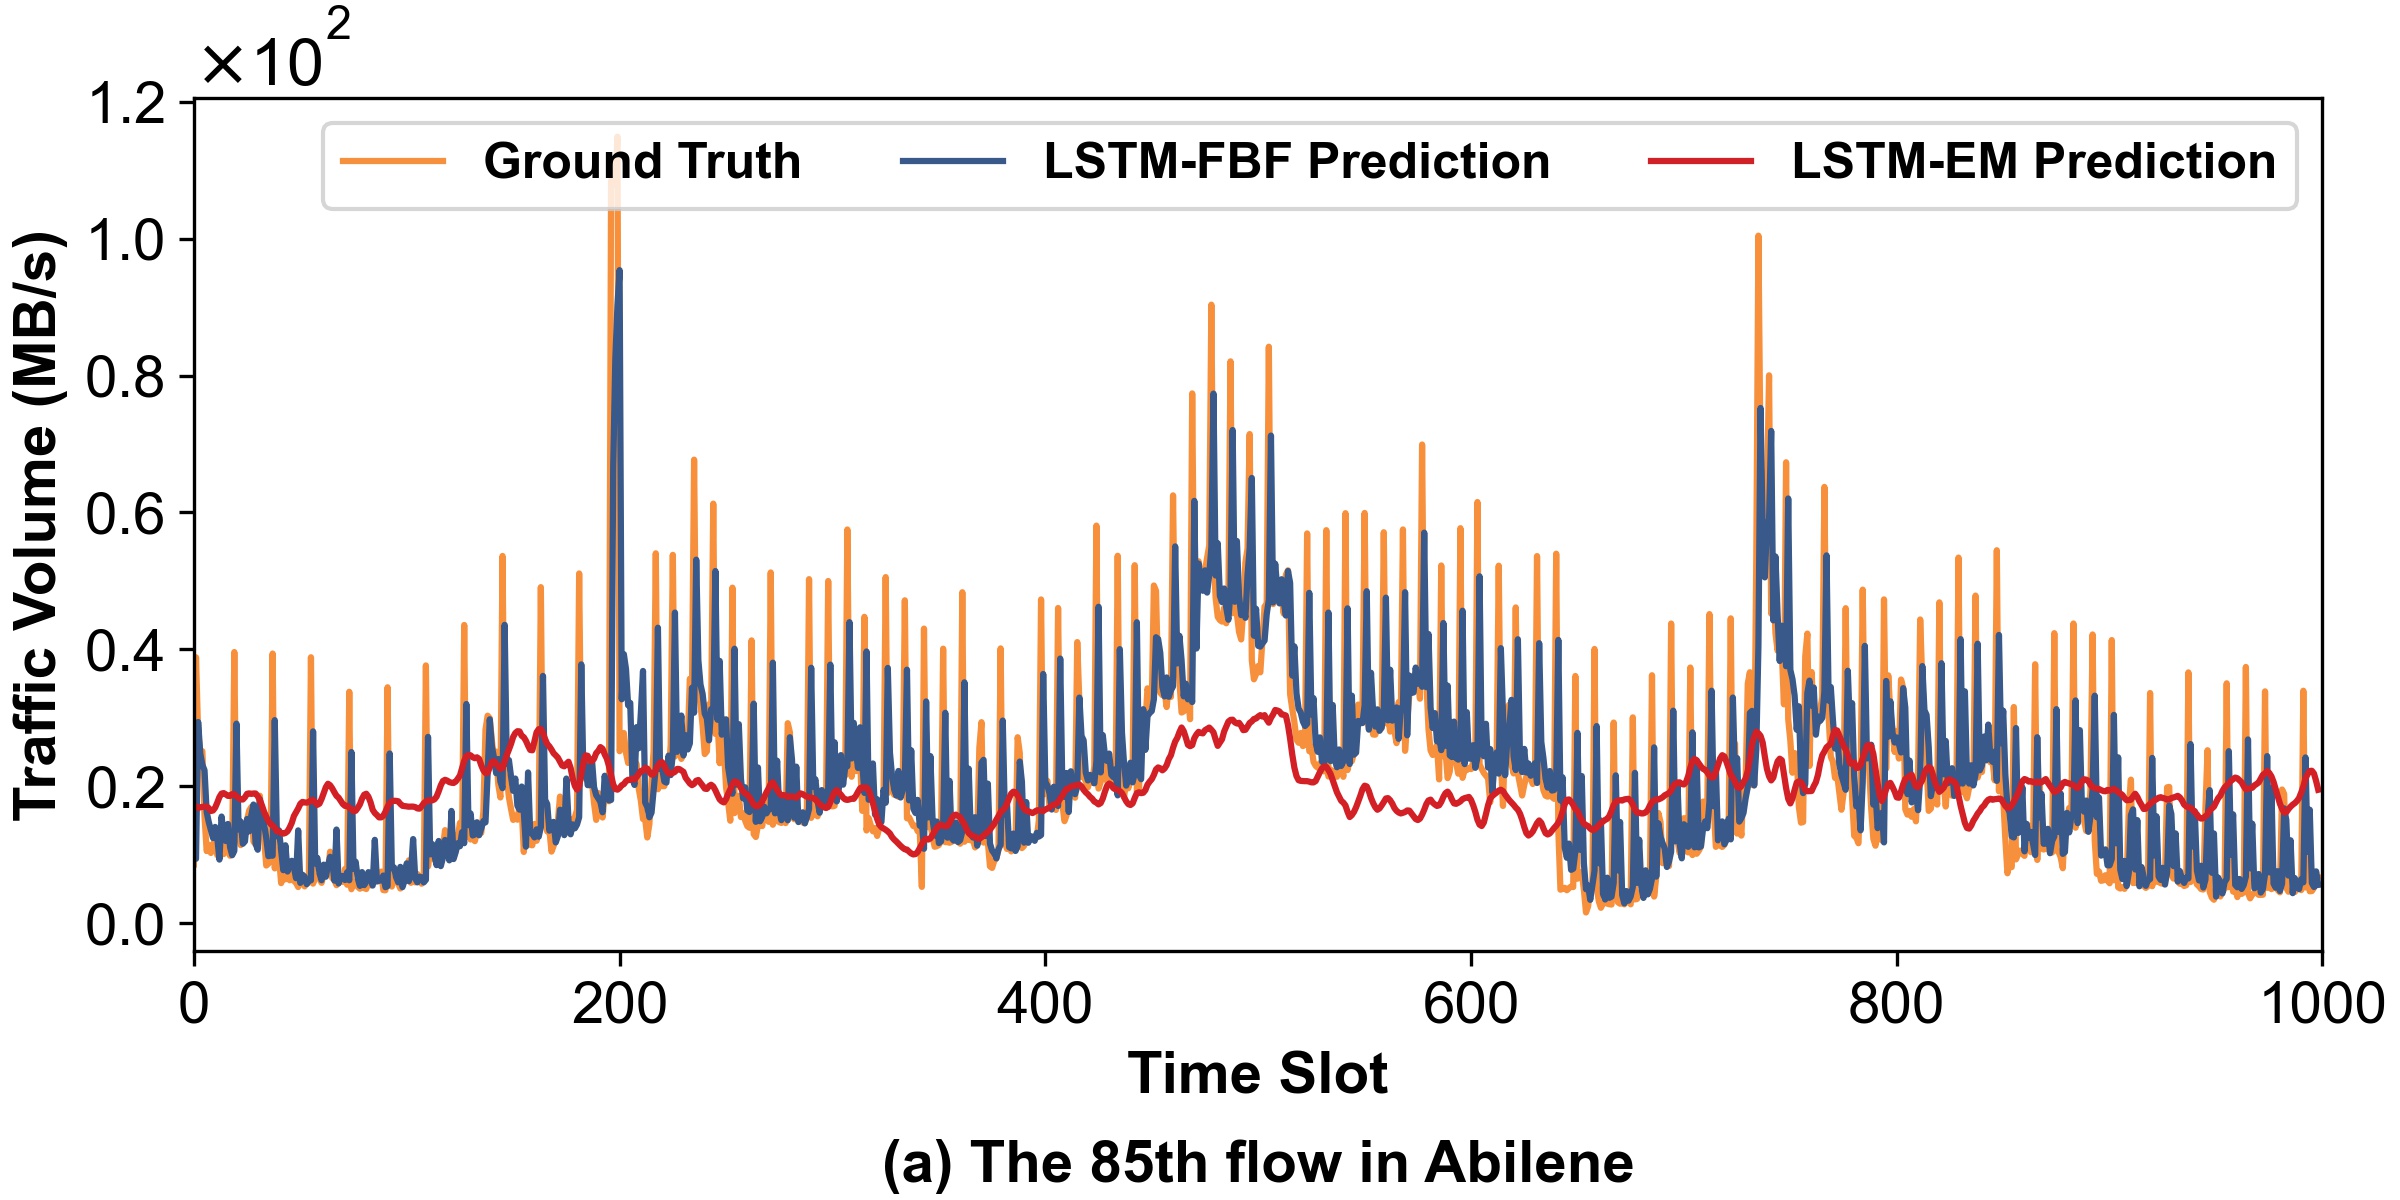 ×10²
1.2
1.0
0.8
0.6
0.4
0.2
0.0
Traffic Volume (MB/s)
Ground Truth LSTM-FBF Prediction LSTM-EM Prediction
0 200 400 600 800 1000
Time Slot
(a) The 85th flow in Abilene